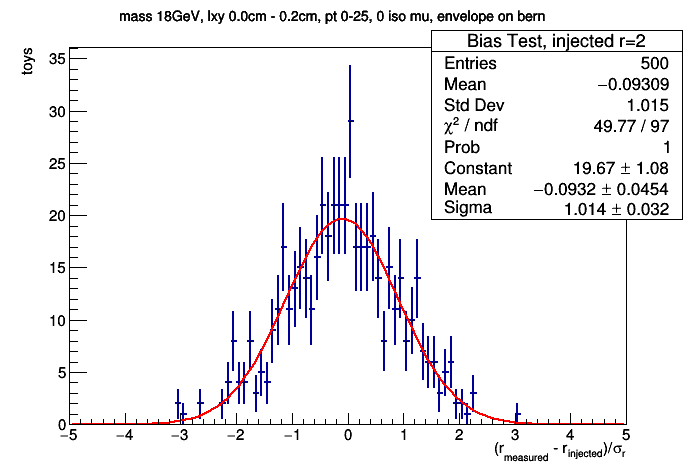 mass 18GeV, lxy 0.0cm - 0.2cm, pt 0-25, 0 iso mu, envelope on bern
toys
Bias Test, injected r=2
Entries 500
Mean −0.09309
Std Dev 1.015
χ² / ndf 49.77 / 97
Prob 1
Constant 19.67 ± 1.08
Mean −0.0932 ± 0.0454
Sigma 1.014 ± 0.032
35
30
25
20
15
10
5
0
−5 −4 −3 −2 −1 0 1 2 3 4 5
(r_measured - r_injected)/σ_r